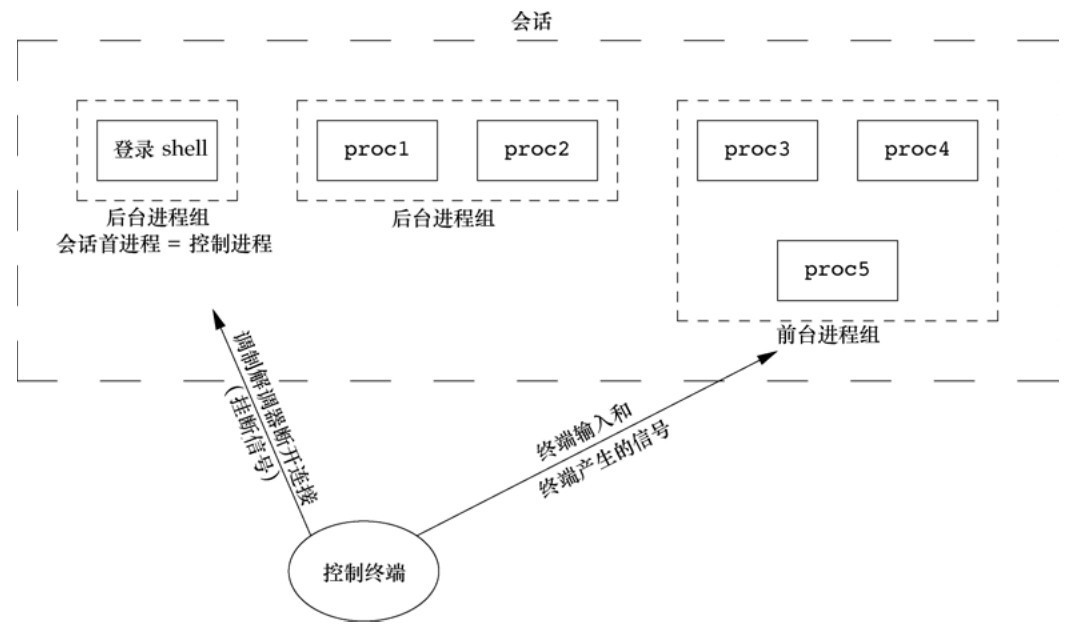 会话
登录 shell
proc1
proc2
proc3
proc4
后台进程组
会话首进程 = 控制进程
后台进程组
proc5
前台进程组
调制解调器断开连接
(挂断信号)
终端输入和
终端产生的信号
控制终端